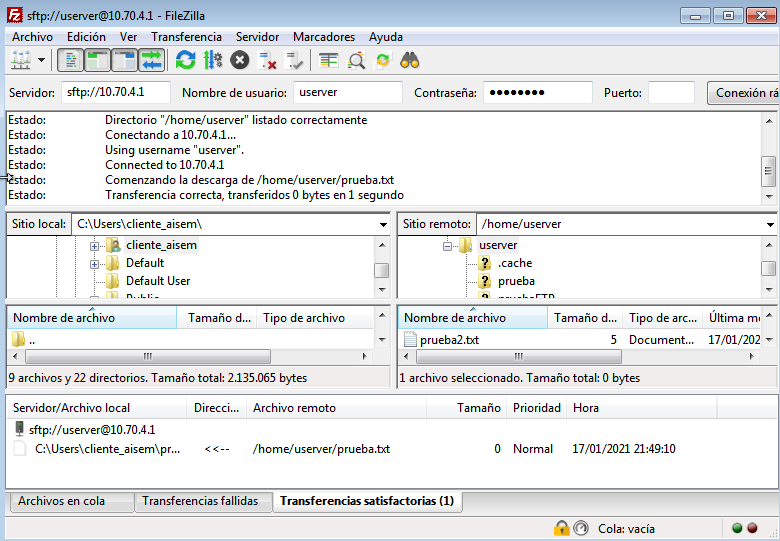 sftp://userver@10.70.4.1 - FileZilla
Archivo Edición Ver Transferencia Servidor Marcadores Ayuda
Servidor: sftp://10.70.4.1 Nombre de usuario: userver Contraseña: ●●●●●●●● Puerto: Conexión rá
Estado: Directorio "/home/userver" listado correctamente
Estado: Conectando a 10.70.4.1...
Estado: Using username "userver".
Estado: Connected to 10.70.4.1
Estado: Comenzando la descarga de /home/userver/prueba.txt
Estado: Transferencia correcta, transferidos 0 bytes en 1 segundo
Sitio local: C:\Users\cliente_aisem\ Sitio remoto: /home/userver
cliente_aisem userver
Default .cache
Default User prueba
Public pruebaFTP
Nombre de archivo Tamaño d... Tipo de archivo Nombre de archivo Tamaño d... Tipo de arc... Última mo
.. prueba2.txt 5 Document... 17/01/202
9 archivos y 22 directorios. Tamaño total: 2.135.065 bytes 1 archivo seleccionado. Tamaño total: 0 bytes
Servidor/Archivo local Direcci... Archivo remoto Tamaño Prioridad Hora
sftp://userver@10.70.4.1
C:\Users\cliente_aisem\pr... <<-- /home/userver/prueba.txt 0 Normal 17/01/2021 21:49:10
Archivos en cola Transferencias fallidas Transferencias satisfactorias (1)
Cola: vacía